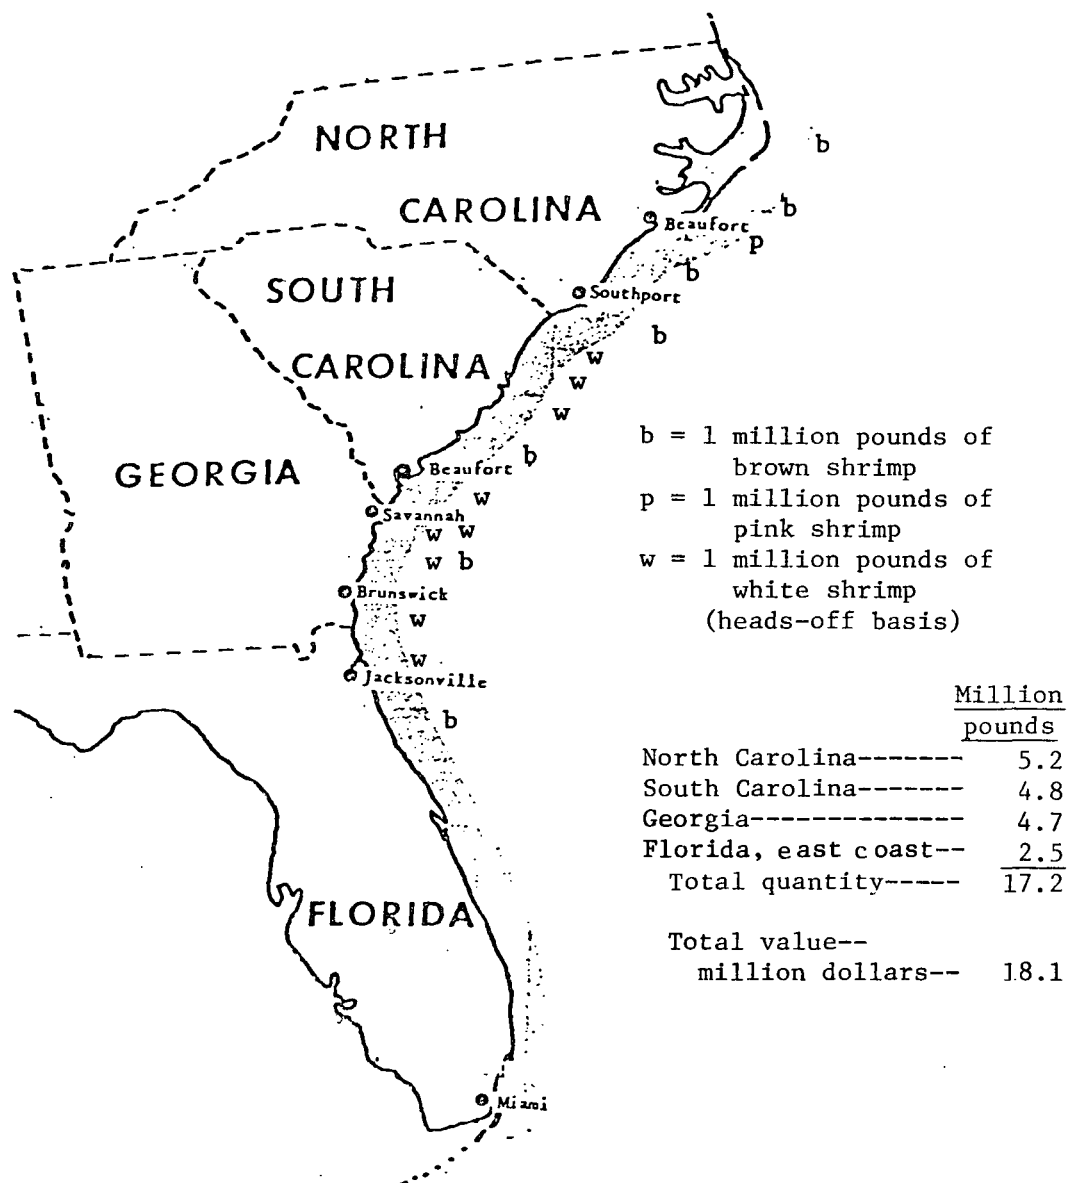 NORTH
CAROLINA
b
b
Beaufort
p
b
SOUTH
Southport
b
w
CAROLINA
w
w
b
Beaufort
GEORGIA
w
Savannah
w w
w b
Brunswick
w
w
Jacksonville
b
FLORIDA
Miami
b = 1 million pounds of
brown shrimp
p = 1 million pounds of
pink shrimp
w = 1 million pounds of
white shrimp
(heads-off basis)
Million
pounds
North Carolina------- 5.2
South Carolina------- 4.8
Georgia-------------- 4.7
Florida, east coast-- 2.5
Total quantity----- 17.2
Total value--
million dollars-- 18.1